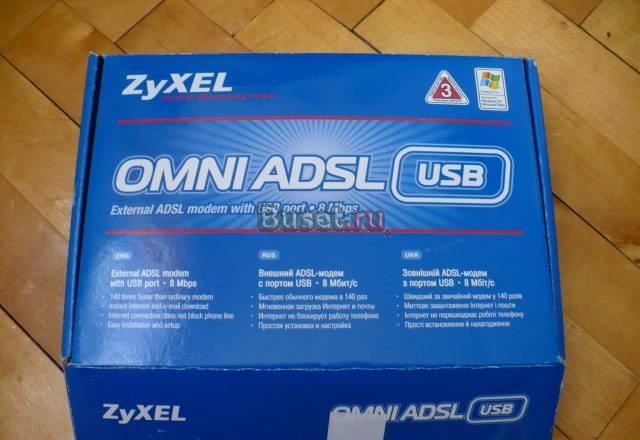 ZyXEL
3
OMNI ADSL USB
External ADSL modem with USB port • 8 Mbps
Buset.ru
ENG
External ADSL modem
with USB port • 8 Mbps
• 140 times faster than ordinary modem
• Instant Internet and e-mail download
• Internet connection does not block phone line
• Easy installation and setup
RUS
Внешний ADSL-модем
с портом USB • 8 Мбит/с
• Быстрее обычного модема в 140 раз
• Мгновенная загрузка Интернет и почты
• Интернет не блокирует работу телефона
• Простая установка и настройка
UKR
Зовнішній ADSL-модем
з портом USB • 8 Мбіт/с
• Швидший за звичайний модем у 140 разів
• Миттєве завантаження Інтернет і пошти
• Інтернет не перешкоджає роботі телефону
• Прості встановлення й налагодження
ZyXEL
OMNI ADSL USB